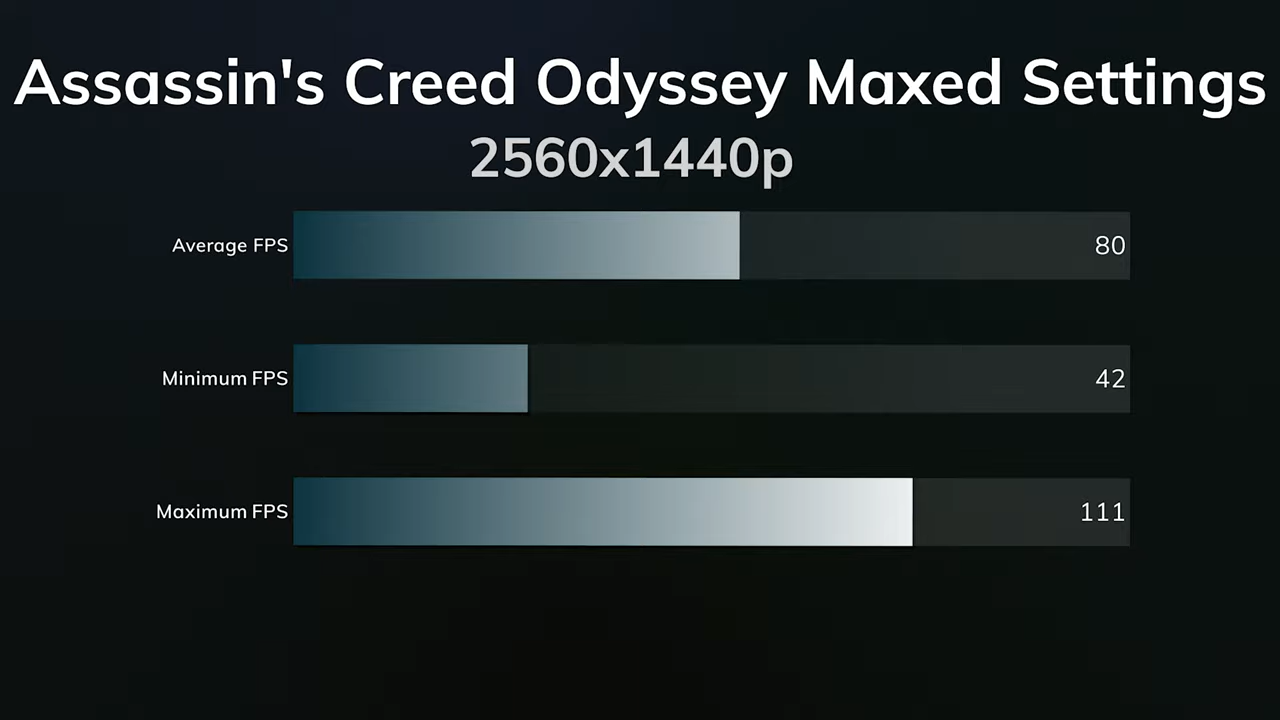 Assassin's Creed Odyssey Maxed Settings
2560x1440p
Average FPS 80
Minimum FPS 42
Maximum FPS 111